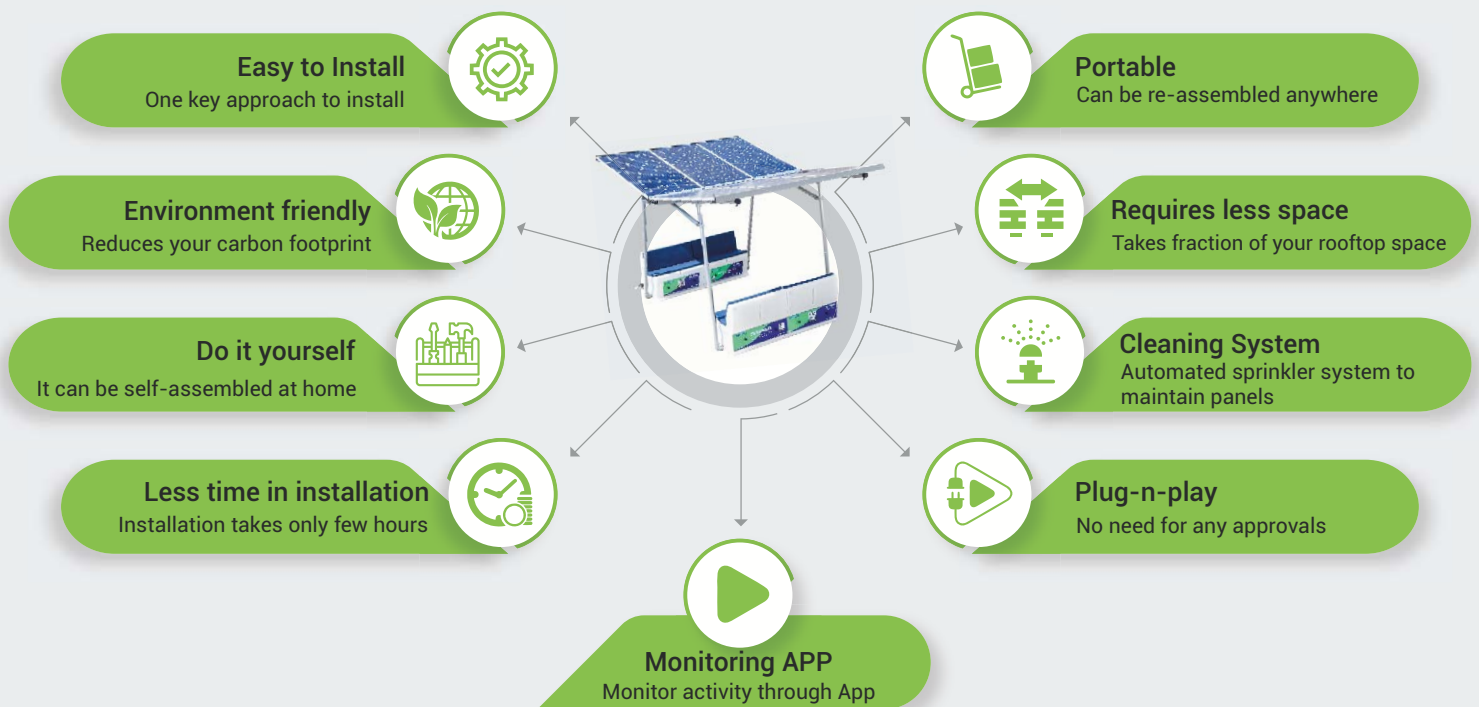 Easy to Install
One key approach to install
Environment friendly
Reduces your carbon footprint
Do it yourself
It can be self-assembled at home
Less time in installation
Installation takes only few hours
Portable
Can be re-assembled anywhere
Requires less space
Takes fraction of your rooftop space
Cleaning System
Automated sprinkler system to
maintain panels
Plug-n-play
No need for any approvals
Monitoring APP
Monitor activity through App